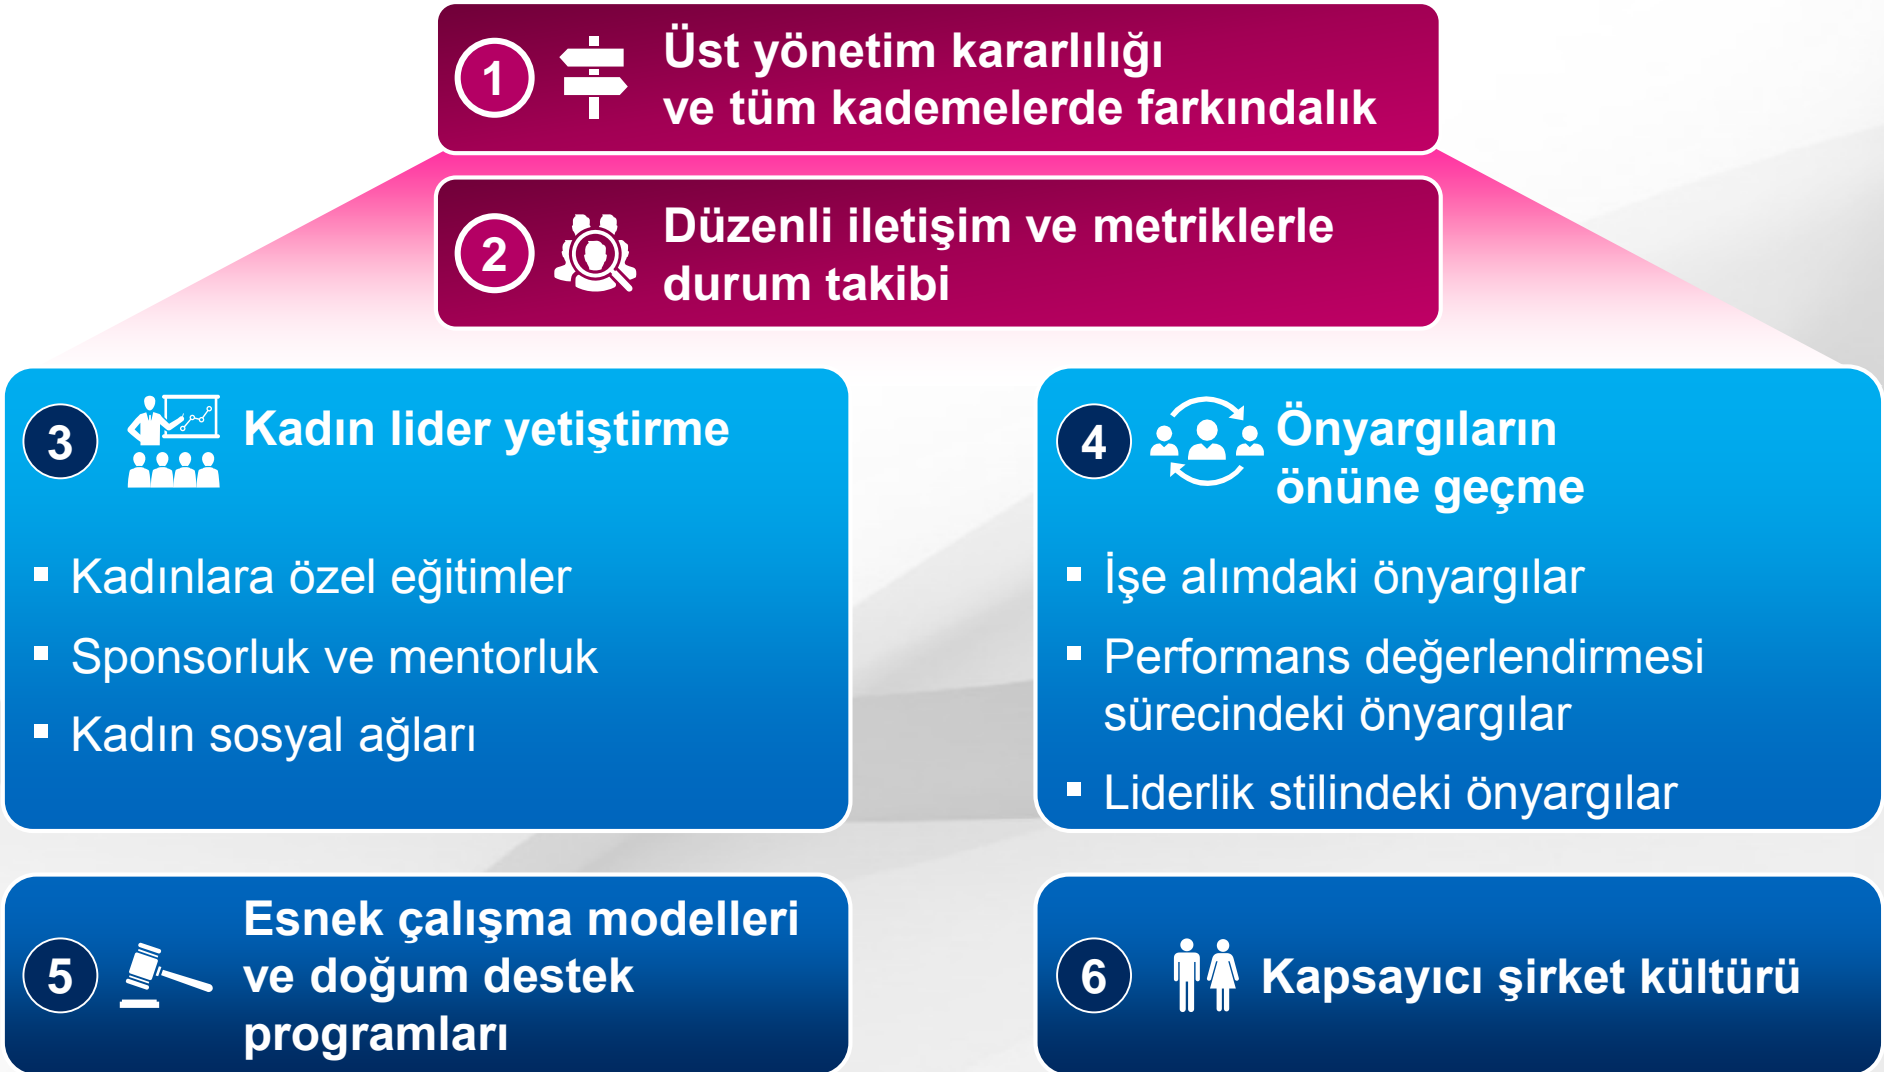 1
Üst yönetim kararlılığı
ve tüm kademelerde farkındalık
2
Düzenli iletişim ve metriklerle
durum takibi
3
Kadın lider yetiştirme
▪ Kadınlara özel eğitimler
▪ Sponsorluk ve mentorluk
▪ Kadın sosyal ağları
4
Önyargıların
önüne geçme
▪ İşe alımdaki önyargılar
▪ Performans değerlendirmesi
sürecindeki önyargılar
▪ Liderlik stilindeki önyargılar
5
Esnek çalışma modelleri
ve doğum destek
programları
6
Kapsayıcı şirket kültürü